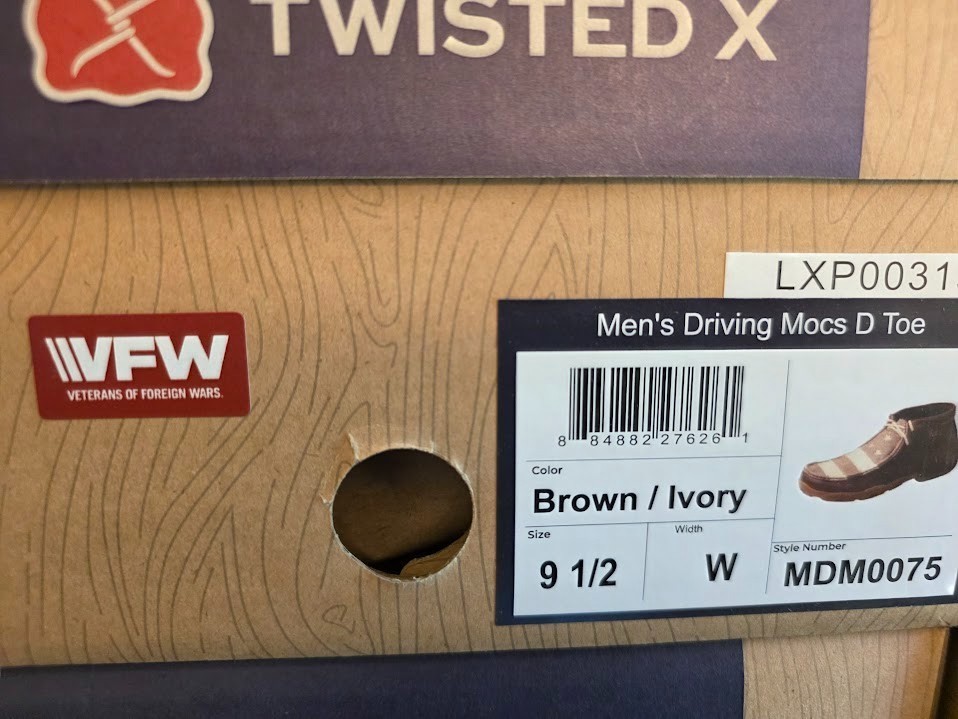 TWISTED X
LXP0031
Men's Driving Mocs D Toe
VFW
VETERANS OF FOREIGN WARS.
8 84882 27626 1
Color
Brown / Ivory
Size
9 1/2
Width
W
Style Number
MDM0075